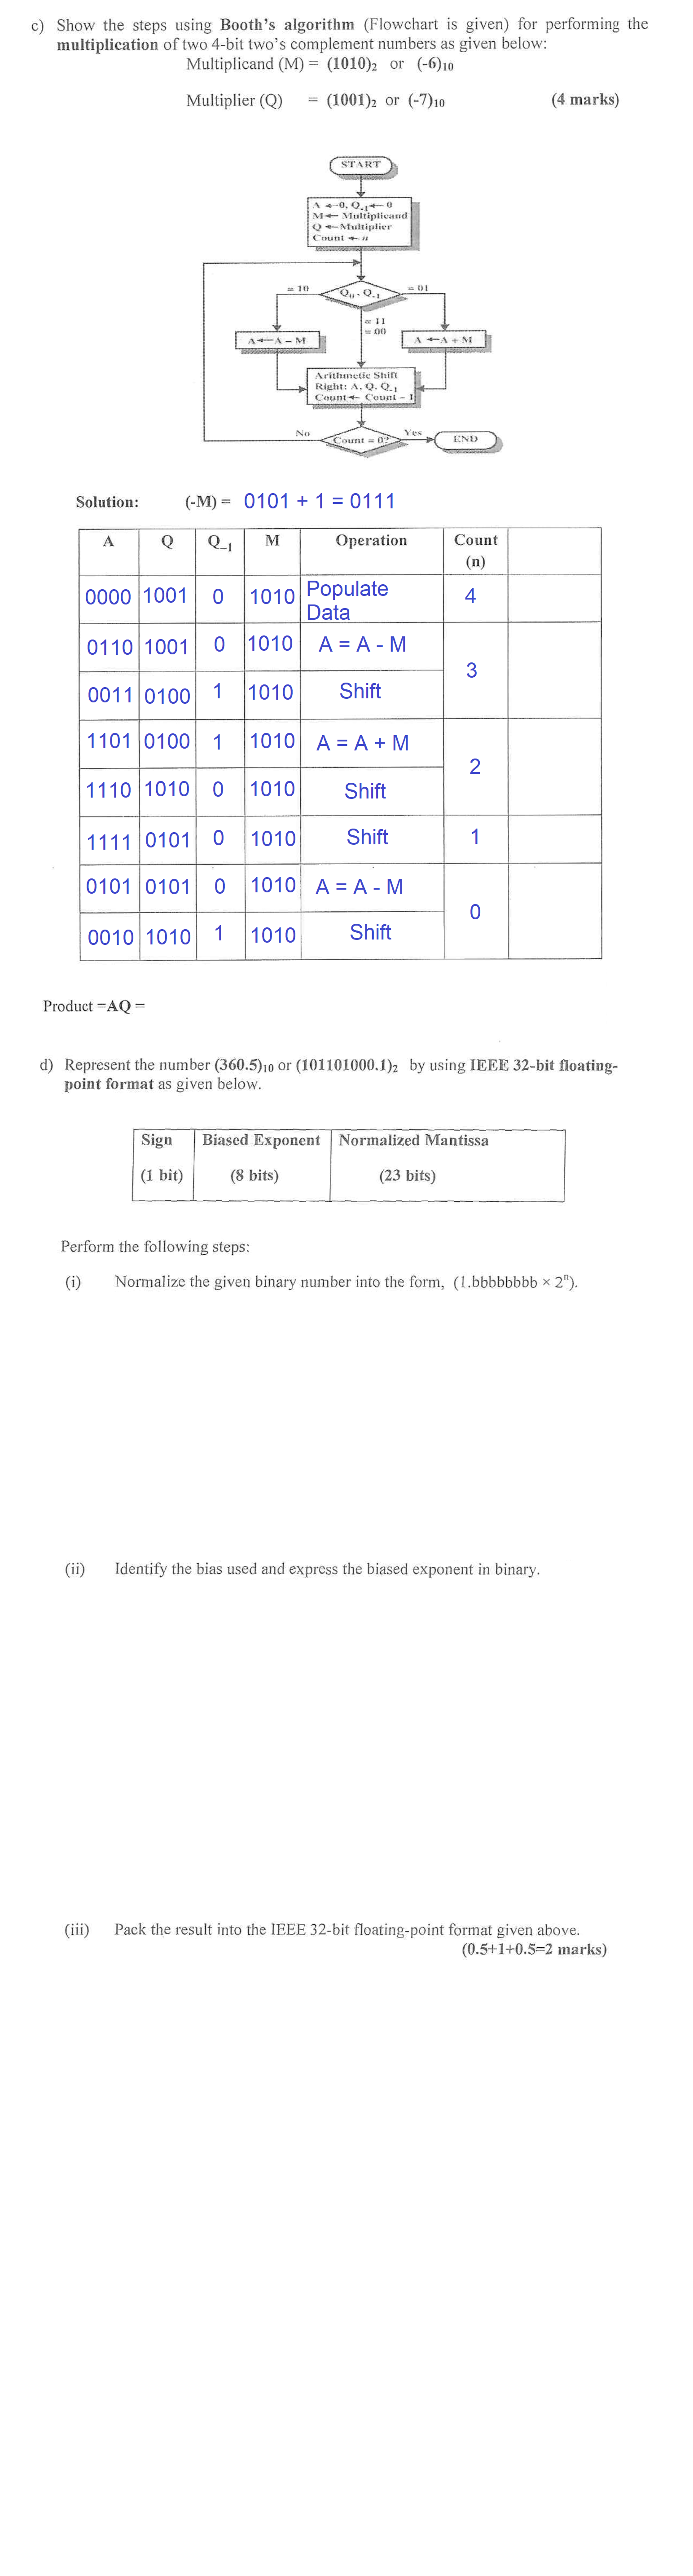 c) Show the steps using Booth's algorithm (Flowchart is given) for performing the
multiplication of two 4-bit two's complement numbers as given below:
Multiplicand (M) = (1010)₂ or (-6)₁₀
Multiplier (Q) = (1001)₂ or (-7)₁₀ (4 marks)
START
A ←0, Q₋₁← 0
M← Multiplicand
Q ←Multiplier
Count ← n
= 10
Q₀, Q₋₁
= 01
= 11
= 00
A←A – M
A ←A + M
Arithmetic Shift
Right: A, Q, Q₋₁
Count← Count – 1
No
Count = 0?
Yes
END
Solution: (-M) = 0101 + 1 = 0111
A Q Q₋₁ M Operation Count
(n)
0000 1001 0 1010 Populate Data 4
0110 1001 0 1010 A = A - M
3
0011 0100 1 1010 Shift
1101 0100 1 1010 A = A + M
2
1110 1010 0 1010 Shift
1111 0101 0 1010 Shift 1
0101 0101 0 1010 A = A - M
0
0010 1010 1 1010 Shift
Product =AQ =
d) Represent the number (360.5)₁₀ or (101101000.1)₂ by using IEEE 32-bit floating-
point format as given below.
Sign Biased Exponent Normalized Mantissa
(1 bit) (8 bits) (23 bits)
Perform the following steps:
(i) Normalize the given binary number into the form, (1.bbbbbbbb × 2ⁿ).
(ii) Identify the bias used and express the biased exponent in binary.
(iii) Pack the result into the IEEE 32-bit floating-point format given above.
(0.5+1+0.5=2 marks)